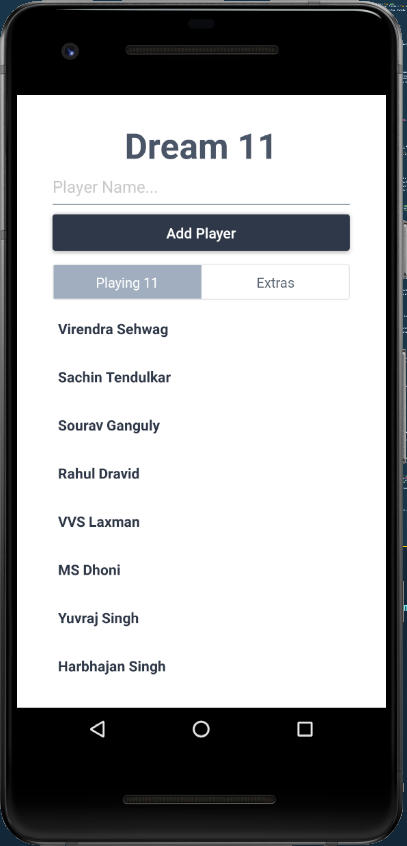 Dream 11
Player Name...
Add Player
Playing 11
Extras
Virendra Sehwag
Sachin Tendulkar
Sourav Ganguly
Rahul Dravid
VVS Laxman
MS Dhoni
Yuvraj Singh
Harbhajan Singh